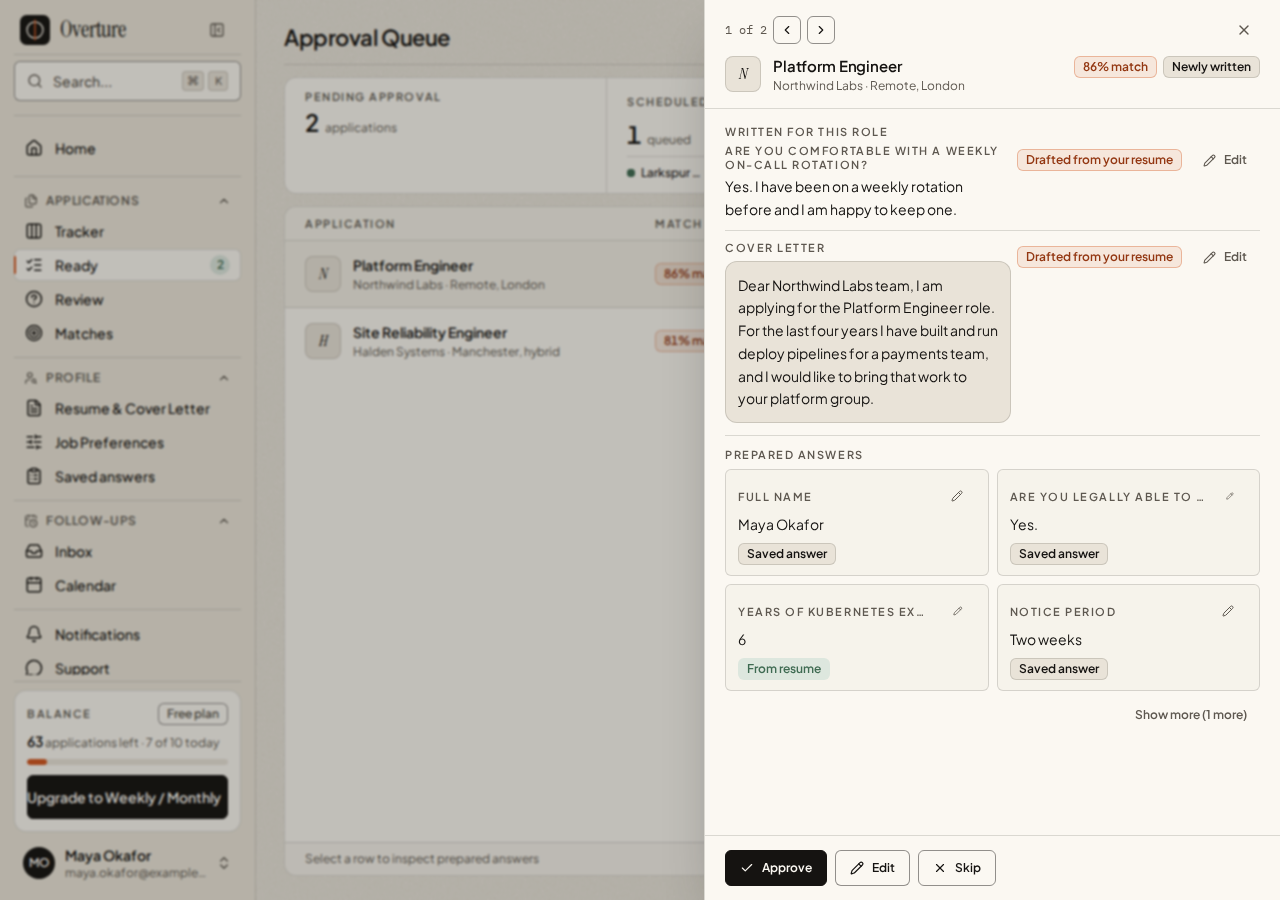 Overture
Search...
⌘ K
Home
APPLICATIONS
Tracker
Ready
2
Review
Matches
PROFILE
Resume & Cover Letter
Job Preferences
Saved answers
FOLLOW-UPS
Inbox
Calendar
Notifications
Support
BALANCE
Free plan
63 applications left · 7 of 10 today
Upgrade to Weekly / Monthly
MO
Maya Okafor
maya.okafor@example...
Approval Queue
PENDING APPROVAL
2 applications
SCHEDULED
1 queued
Larkspur ...
APPLICATION
MATCH
N
Platform Engineer
Northwind Labs · Remote, London
86% m
H
Site Reliability Engineer
Halden Systems · Manchester, hybrid
81% m
Select a row to inspect prepared answers
1 of 2
N
Platform Engineer
Northwind Labs · Remote, London
86% match
Newly written
WRITTEN FOR THIS ROLE
ARE YOU COMFORTABLE WITH A WEEKLY
ON-CALL ROTATION?
Drafted from your resume
Edit
Yes. I have been on a weekly rotation
before and I am happy to keep one.
COVER LETTER
Drafted from your resume
Edit
Dear Northwind Labs team, I am
applying for the Platform Engineer role.
For the last four years I have built and run
deploy pipelines for a payments team,
and I would like to bring that work to
your platform group.
PREPARED ANSWERS
FULL NAME
Maya Okafor
Saved answer
ARE YOU LEGALLY ABLE TO ...
Yes.
Saved answer
YEARS OF KUBERNETES EX...
6
From resume
NOTICE PERIOD
Two weeks
Saved answer
Show more (1 more)
Approve
Edit
Skip